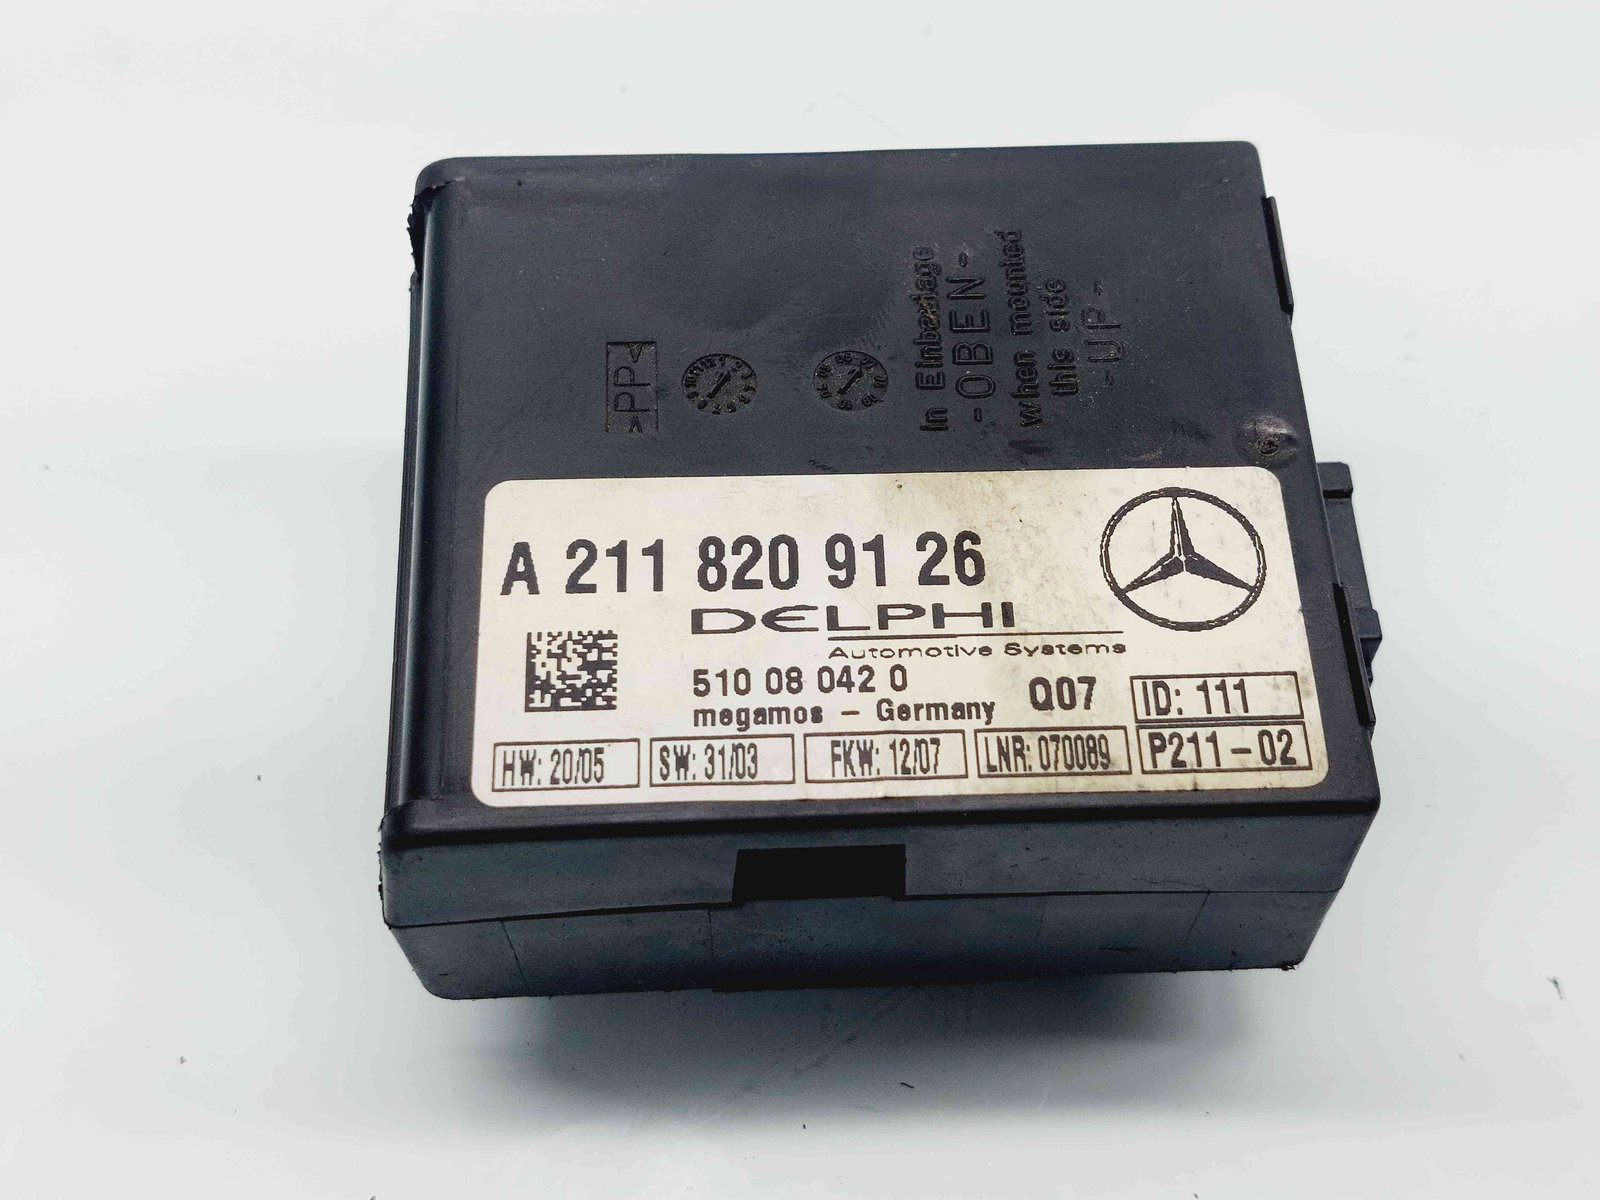 >PP<
in Einbaulage
-OBEN-
when mounted
this side
-UP-
A 211 820 91 26
DELPHI
Automotive Systems
510 08 042 0
megamos - Germany
Q07
ID: 111
HW: 20/05
SW: 31/03
FKW: 12/07
LNR: 070089
P211-02